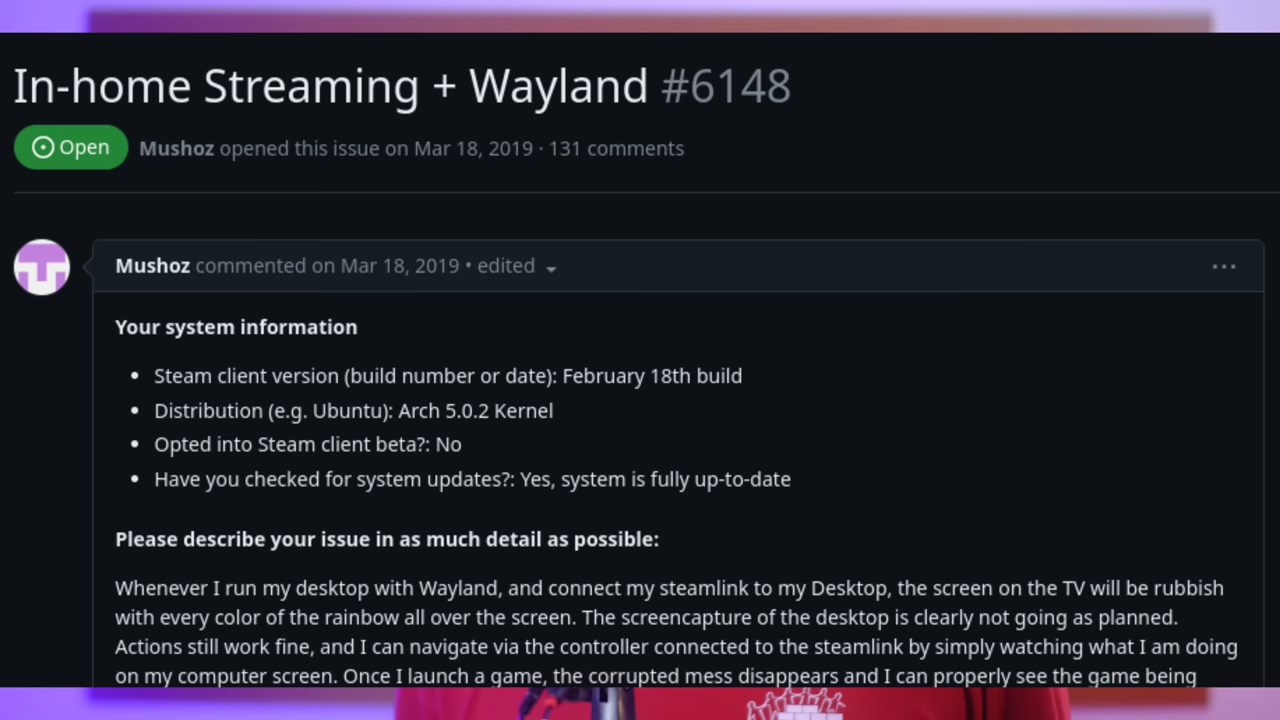 In-home Streaming + Wayland #6148
Open
Mushoz opened this issue on Mar 18, 2019 · 131 comments
Mushoz commented on Mar 18, 2019 • edited
Your system information
• Steam client version (build number or date): February 18th build
• Distribution (e.g. Ubuntu): Arch 5.0.2 Kernel
• Opted into Steam client beta?: No
• Have you checked for system updates?: Yes, system is fully up-to-date
Please describe your issue in as much detail as possible:
Whenever I run my desktop with Wayland, and connect my steamlink to my Desktop, the screen on the TV will be rubbish
with every color of the rainbow all over the screen. The screencapture of the desktop is clearly not going as planned.
Actions still work fine, and I can navigate via the controller connected to the steamlink by simply watching what I am doing
on my computer screen. Once I launch a game, the corrupted mess disappears and I can properly see the game being